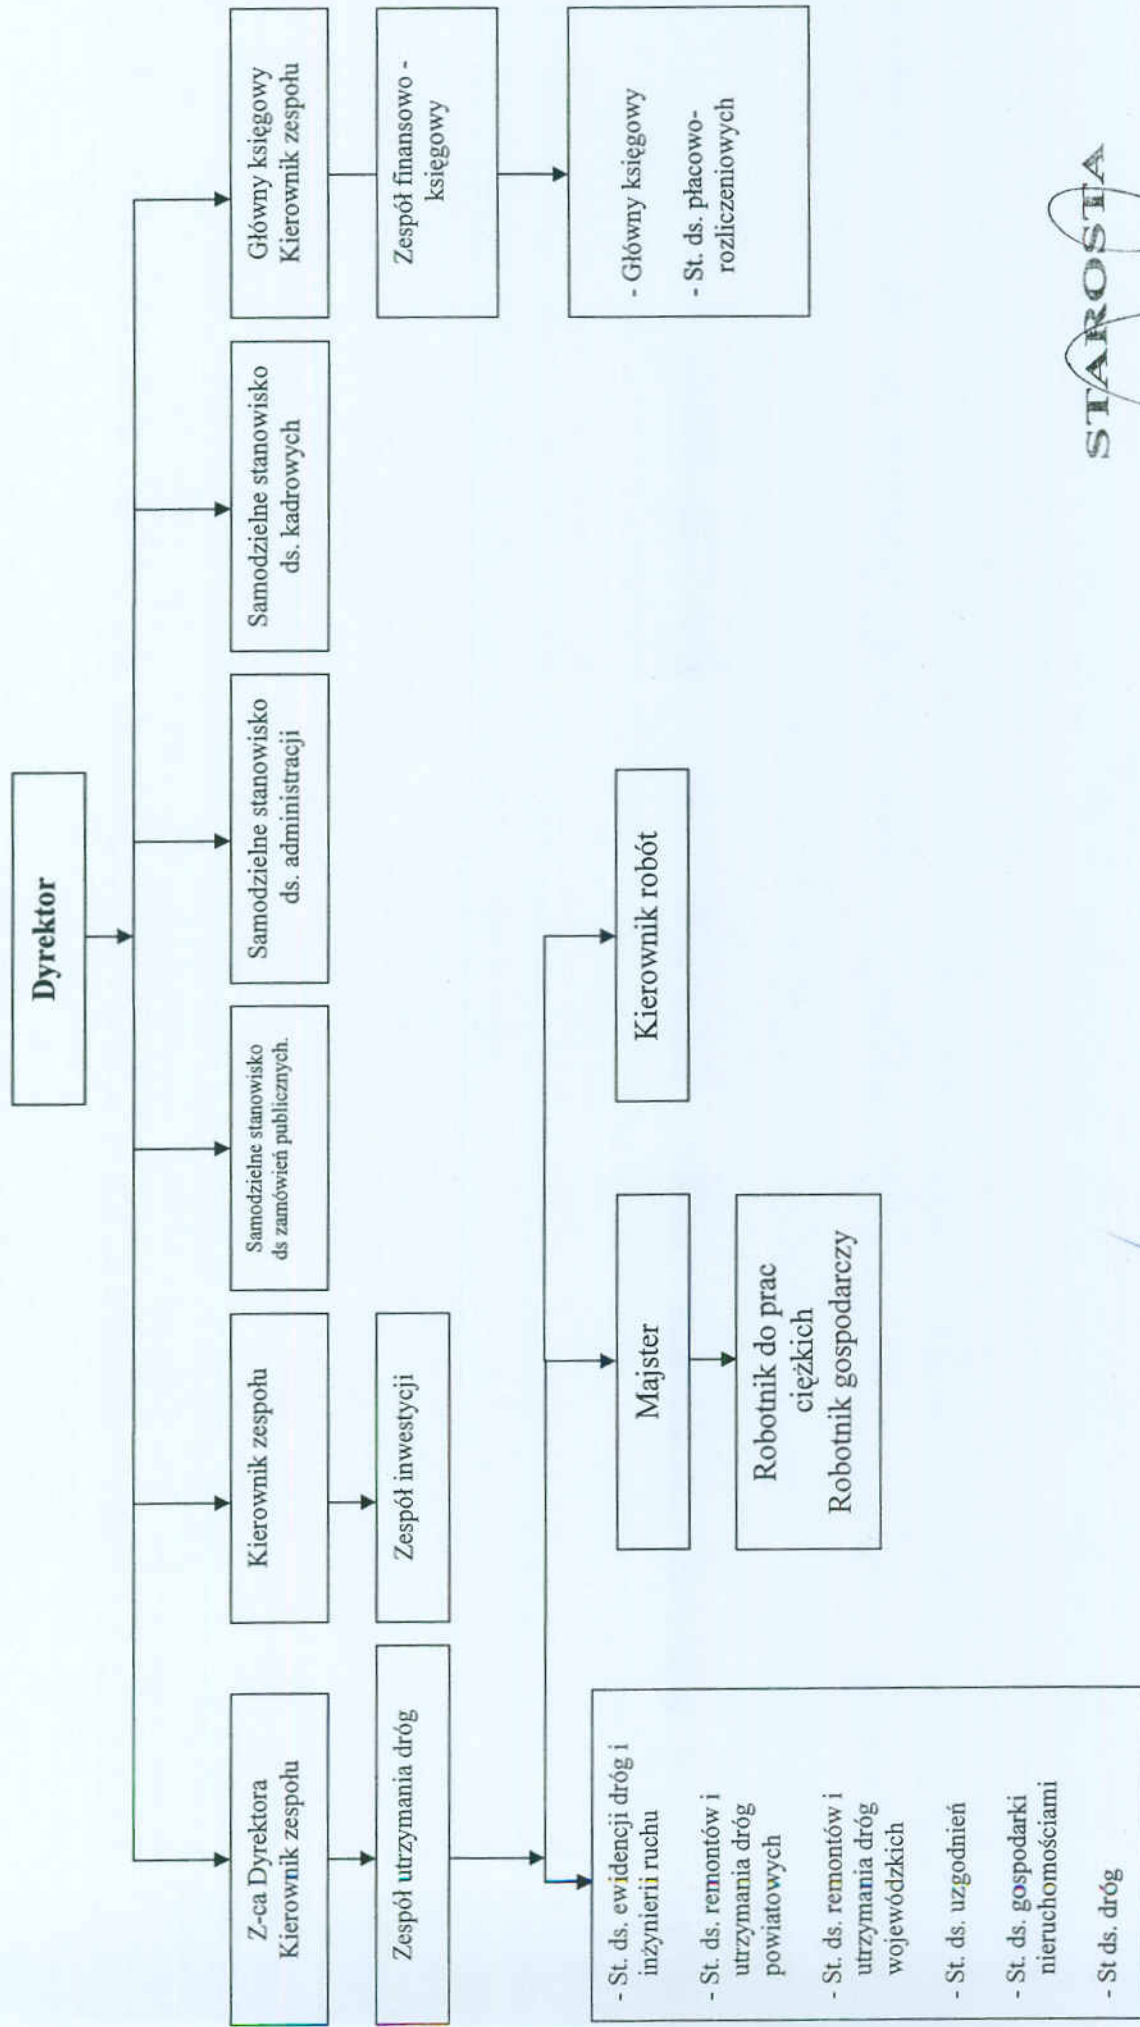 Dyrektor
Z-ca Dyrektora
Kierownik zespołu
Kierownik zespołu
Samodzielne stanowisko
ds zamówień publicznych.
Samodzielne stanowisko
ds. administracji
Samodzielne stanowisko
ds. kadrowych
Główny księgowy
Kierownik zespołu
Zespół utrzymania dróg
Zespół inwestycji
Zespół finansowo -
księgowy
- Główny księgowy
- St. ds. płacowo-
rozliczeniowych
- St. ds. ewidencji dróg i
inżynierii ruchu
- St. ds. remontów i
utrzymania dróg
powiatowych
- St. ds. remontów i
utrzymania dróg
wojewódzkich
- St. ds. uzgodnień
- St. ds. gospodarki
nieruchomościami
- St ds. dróg
Majster
Kierownik robót
Robotnik do prac
ciężkich
Robotnik gospodarczy
STAROSTA